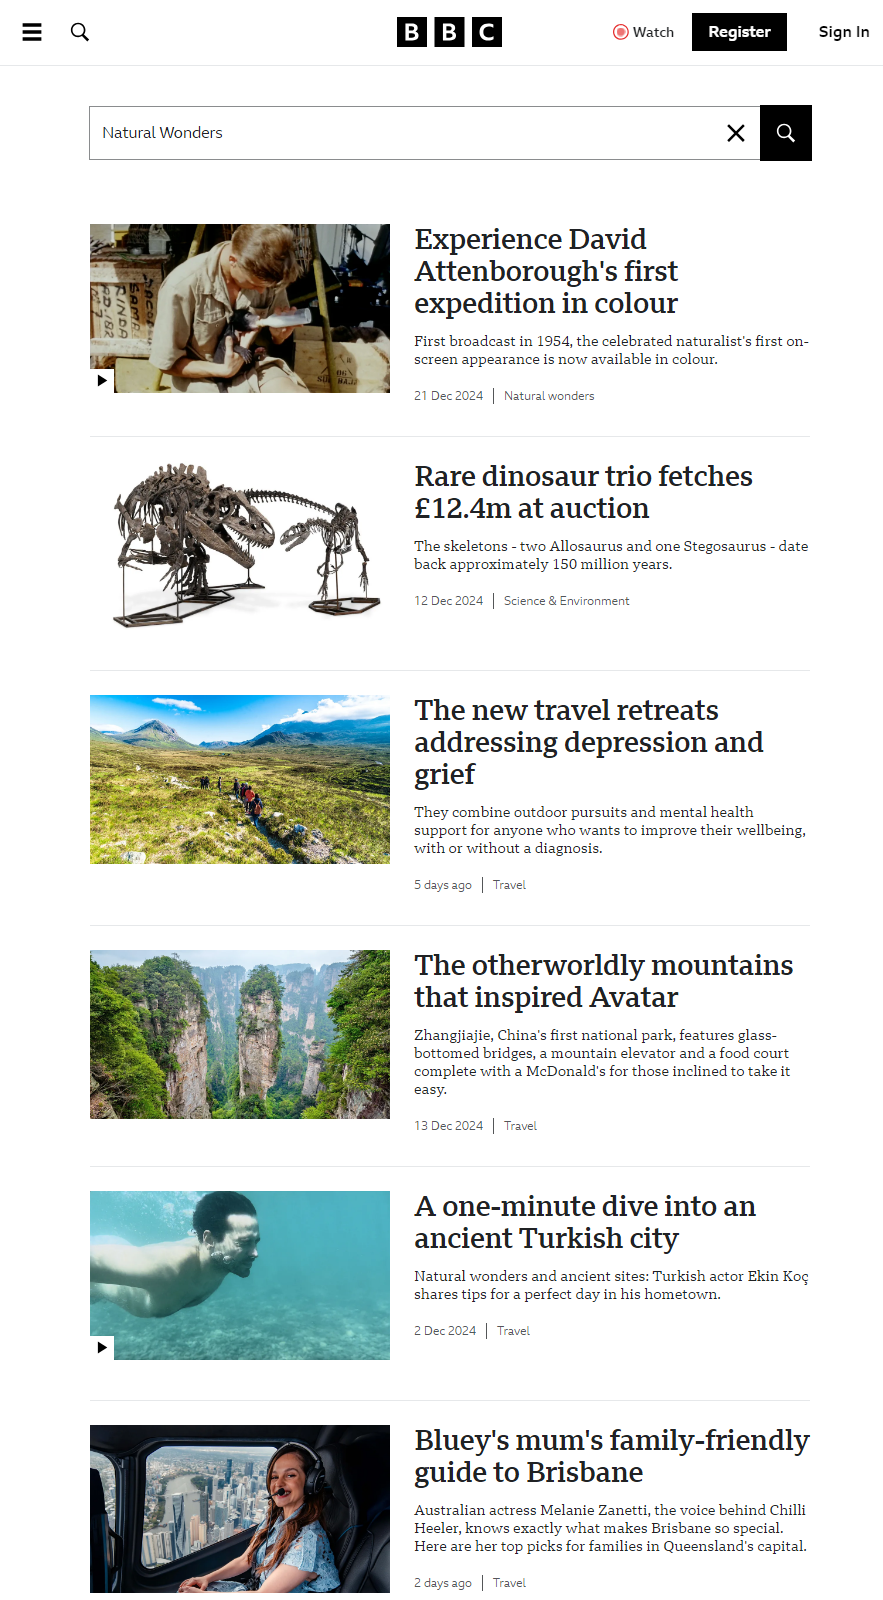 BBC
Watch
Register
Sign In
Natural Wonders
Experience David
Attenborough's first
expedition in colour
First broadcast in 1954, the celebrated naturalist's first on-
screen appearance is now available in colour.
21 Dec 2024 | Natural wonders
Rare dinosaur trio fetches
£12.4m at auction
The skeletons - two Allosaurus and one Stegosaurus - date
back approximately 150 million years.
12 Dec 2024 | Science & Environment
The new travel retreats
addressing depression and
grief
They combine outdoor pursuits and mental health
support for anyone who wants to improve their wellbeing,
with or without a diagnosis.
5 days ago | Travel
The otherworldly mountains
that inspired Avatar
Zhangjiajie, China's first national park, features glass-
bottomed bridges, a mountain elevator and a food court
complete with a McDonald's for those inclined to take it
easy.
13 Dec 2024 | Travel
A one-minute dive into an
ancient Turkish city
Natural wonders and ancient sites: Turkish actor Ekin Koç
shares tips for a perfect day in his hometown.
2 Dec 2024 | Travel
Bluey's mum's family-friendly
guide to Brisbane
Australian actress Melanie Zanetti, the voice behind Chilli
Heeler, knows exactly what makes Brisbane so special.
Here are her top picks for families in Queensland's capital.
2 days ago | Travel